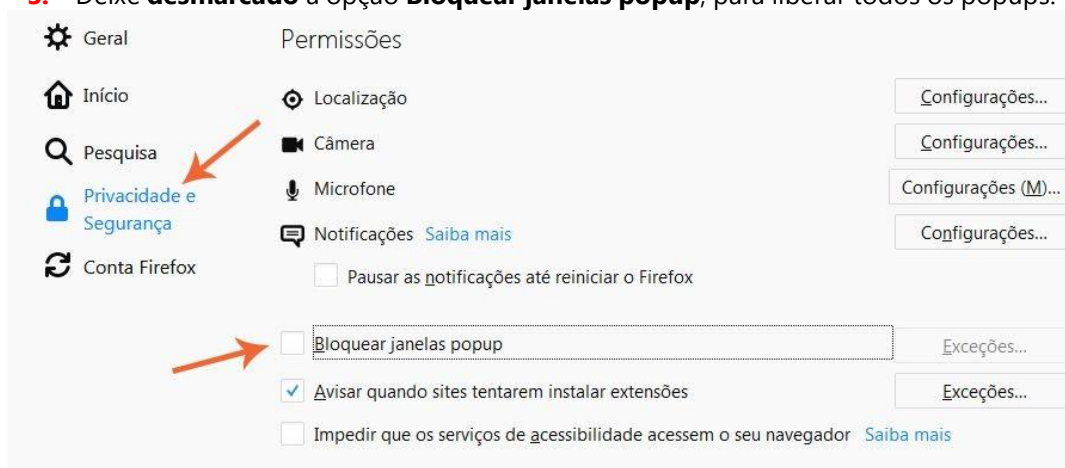 3. Deixe desmarcado a opção Bloquear janelas popup, para liberar todos os popups.
Geral
Início
Pesquisa
Privacidade e
Segurança
Conta Firefox
Permissões
Localização Configurações...
Câmera Configurações...
Microfone Configurações (M)...
Notificações Saiba mais Configurações...
Pausar as notificações até reiniciar o Firefox
Bloquear janelas popup Exceções...
Avisar quando sites tentarem instalar extensões Exceções...
Impedir que os serviços de acessibilidade acessem o seu navegador Saiba mais